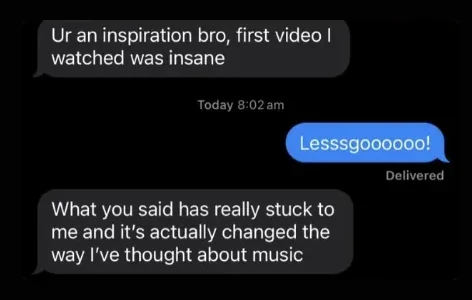 Ur an inspiration bro, first video I
watched was insane
Today 8:02 am
Lesssgoooooo!
Delivered
What you said has really stuck to
me and it's actually changed the
way I've thought about music